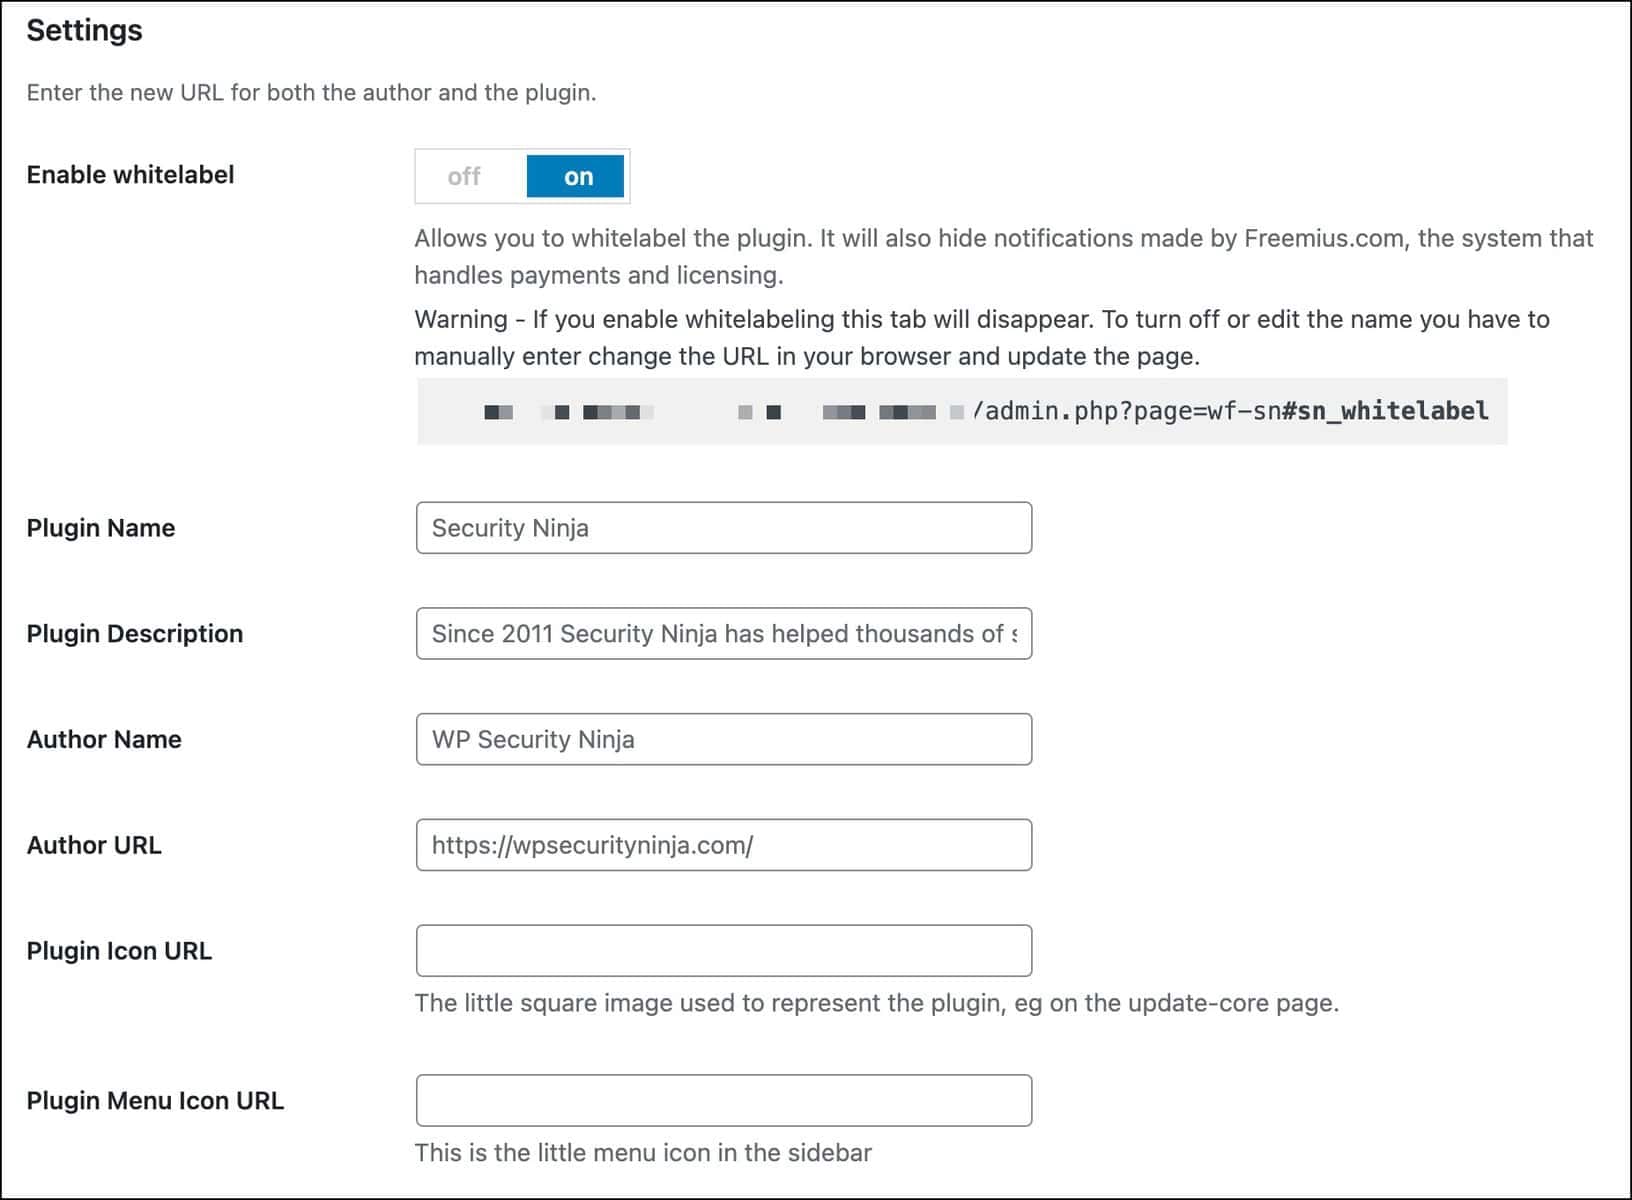 Settings
Enter the new URL for both the author and the plugin.
Enable whitelabel
off on
Allows you to whitelabel the plugin. It will also hide notifications made by Freemius.com, the system that
handles payments and licensing.
Warning - If you enable whitelabeling this tab will disappear. To turn off or edit the name you have to
manually enter change the URL in your browser and update the page.
/admin.php?page=wf-sn#sn_whitelabel
Plugin Name
Security Ninja
Plugin Description
Since 2011 Security Ninja has helped thousands of
Author Name
WP Security Ninja
Author URL
https://wpsecurityninja.com/
Plugin Icon URL
The little square image used to represent the plugin, eg on the update-core page.
Plugin Menu Icon URL
This is the little menu icon in the sidebar